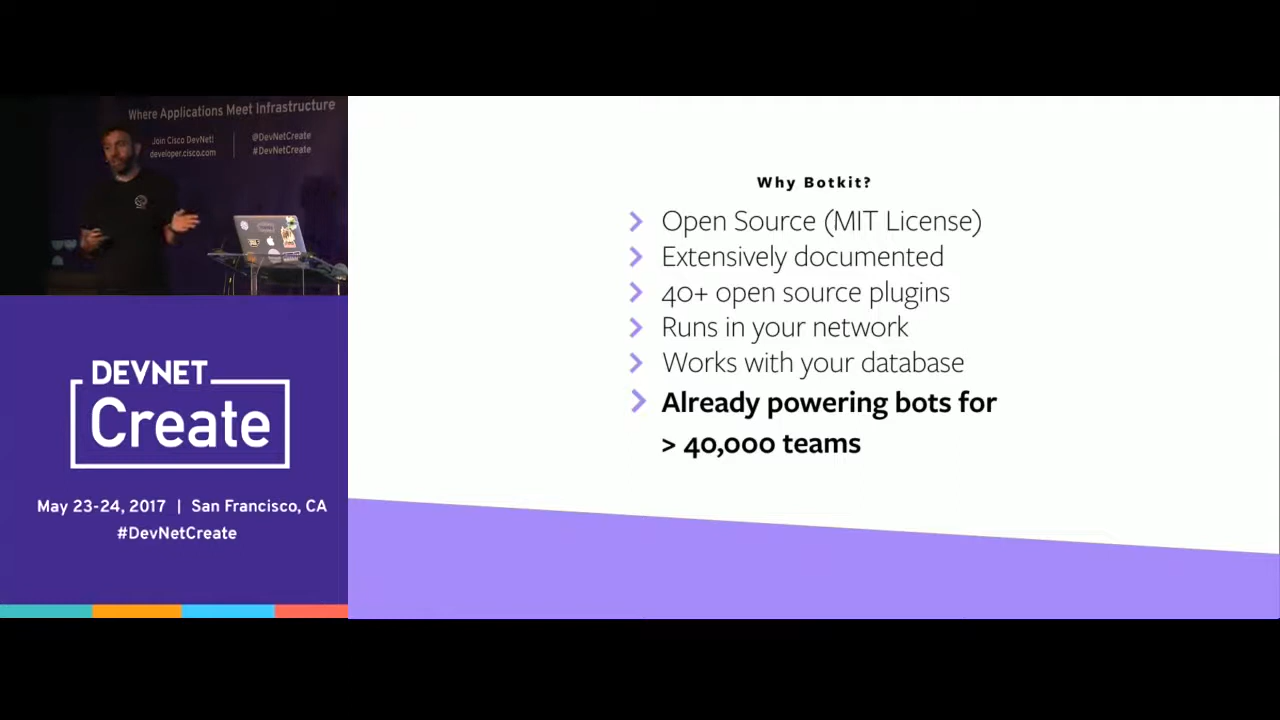 Where Applications Meet Infrastructure
Join Cisco DevNet!
developer.cisco.com
@DevNetCreate
#DevNetCreate
DEVNET
Create
May 23-24, 2017 | San Francisco, CA
#DevNetCreate
Why Botkit?
Open Source (MIT License)
Extensively documented
40+ open source plugins
Runs in your network
Works with your database
Already powering bots for
> 40,000 teams